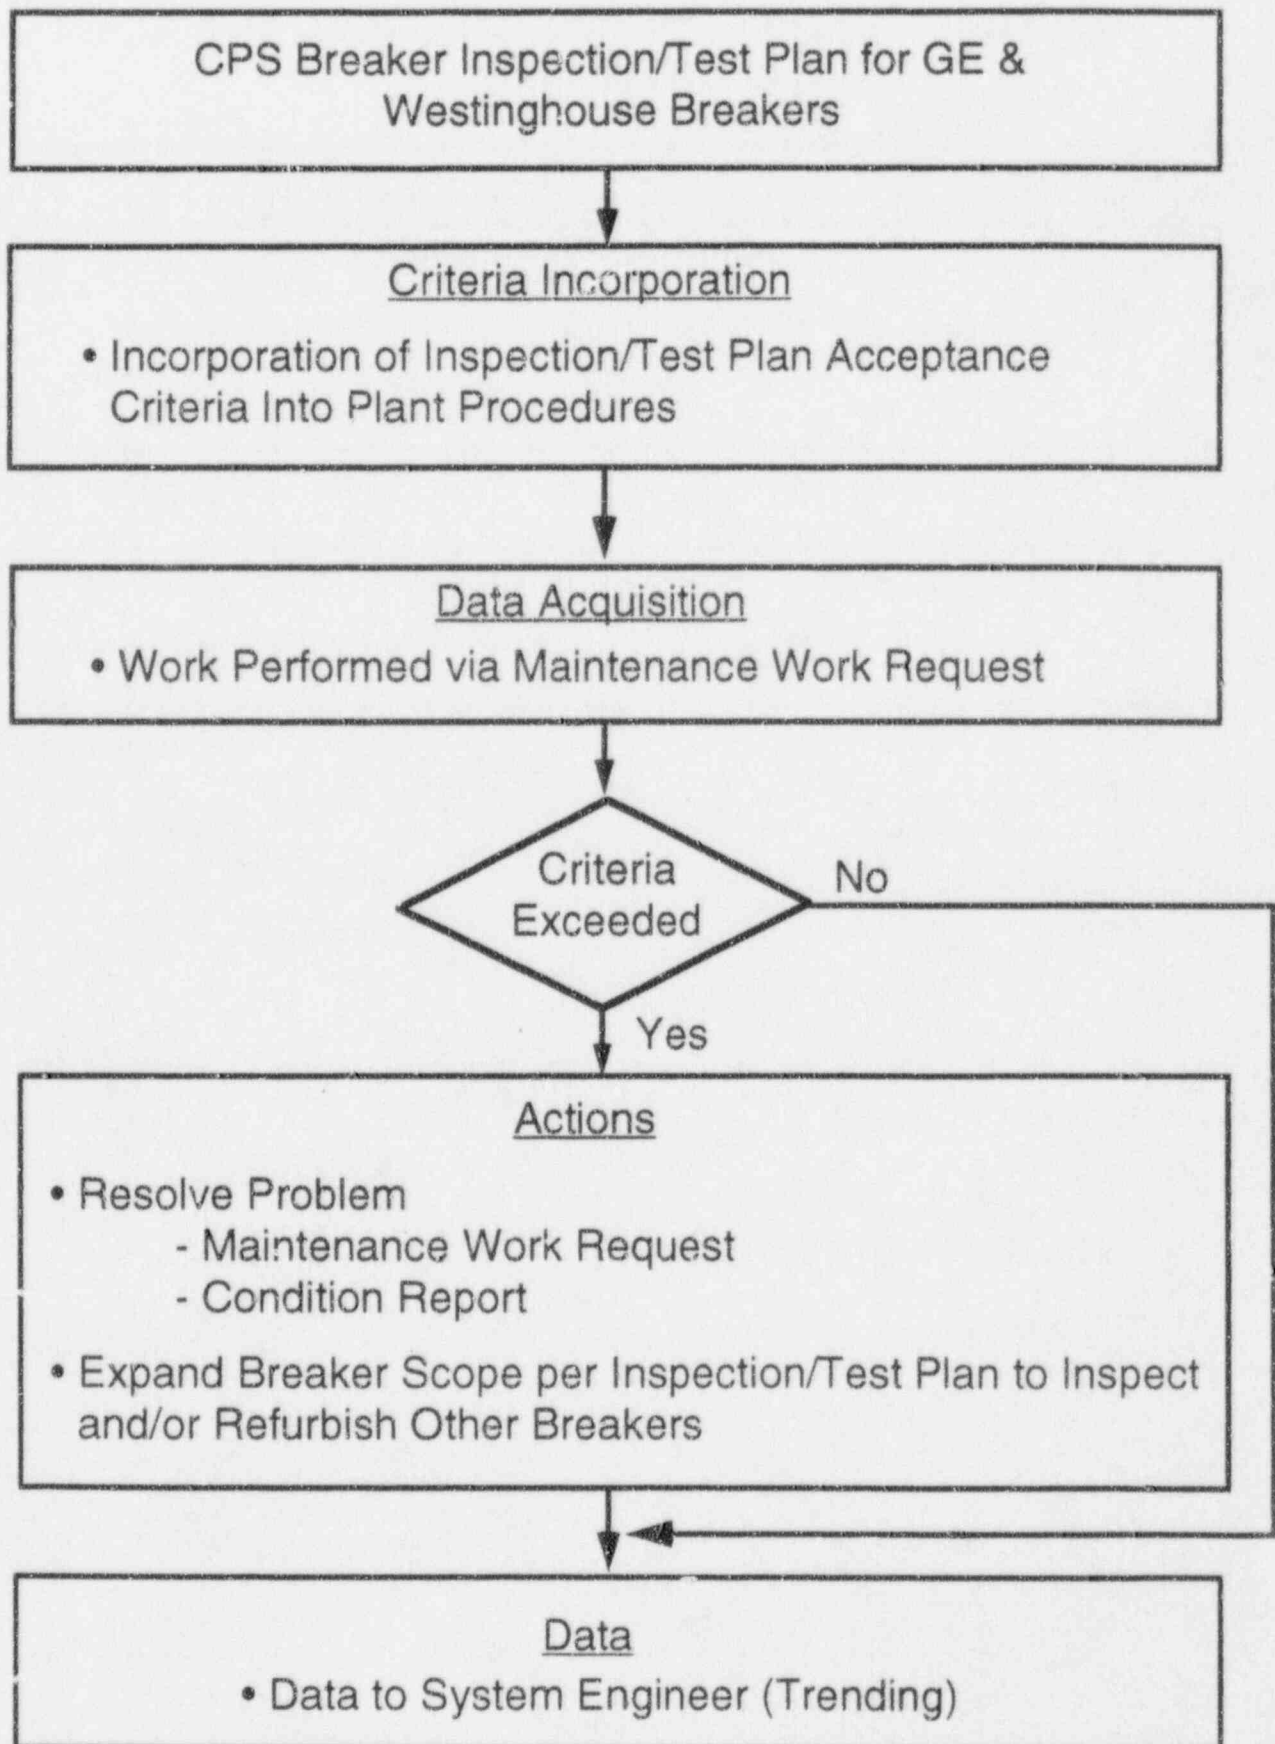 CPS Breaker Inspection/Test Plan for GE &
Westinghouse Breakers
Criteria Incorporation
• Incorporation of Inspection/Test Plan Acceptance
Criteria Into Plant Procedures
Data Acquisition
• Work Performed via Maintenance Work Request
Criteria
Exceeded
No
Yes
Actions
• Resolve Problem
- Maintenance Work Request
- Condition Report
• Expand Breaker Scope per Inspection/Test Plan to Inspect
and/or Refurbish Other Breakers
Data
• Data to System Engineer (Trending)